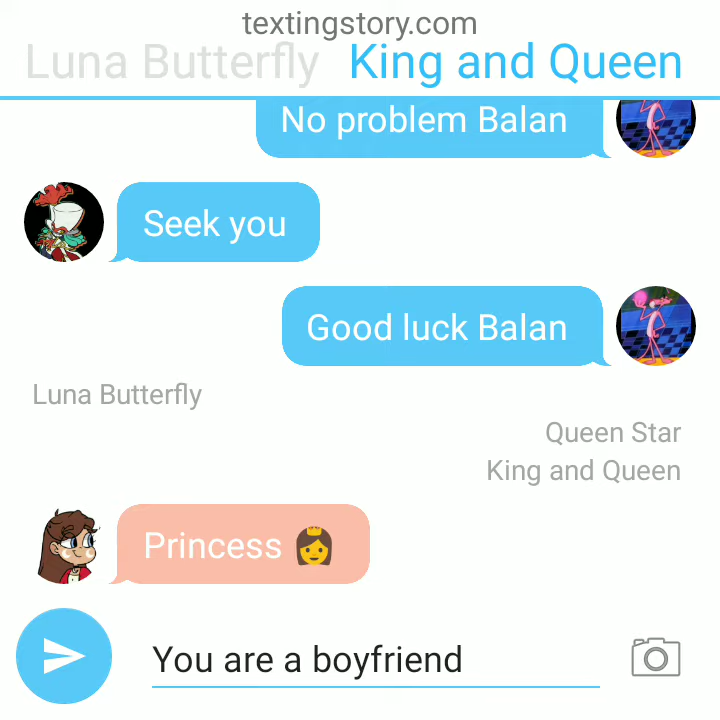 textingstory.com
Luna Butterfly King and Queen
No problem Balan
Seek you
Good luck Balan
Luna Butterfly
Queen Star
King and Queen
Princess 👸
You are a boyfriend